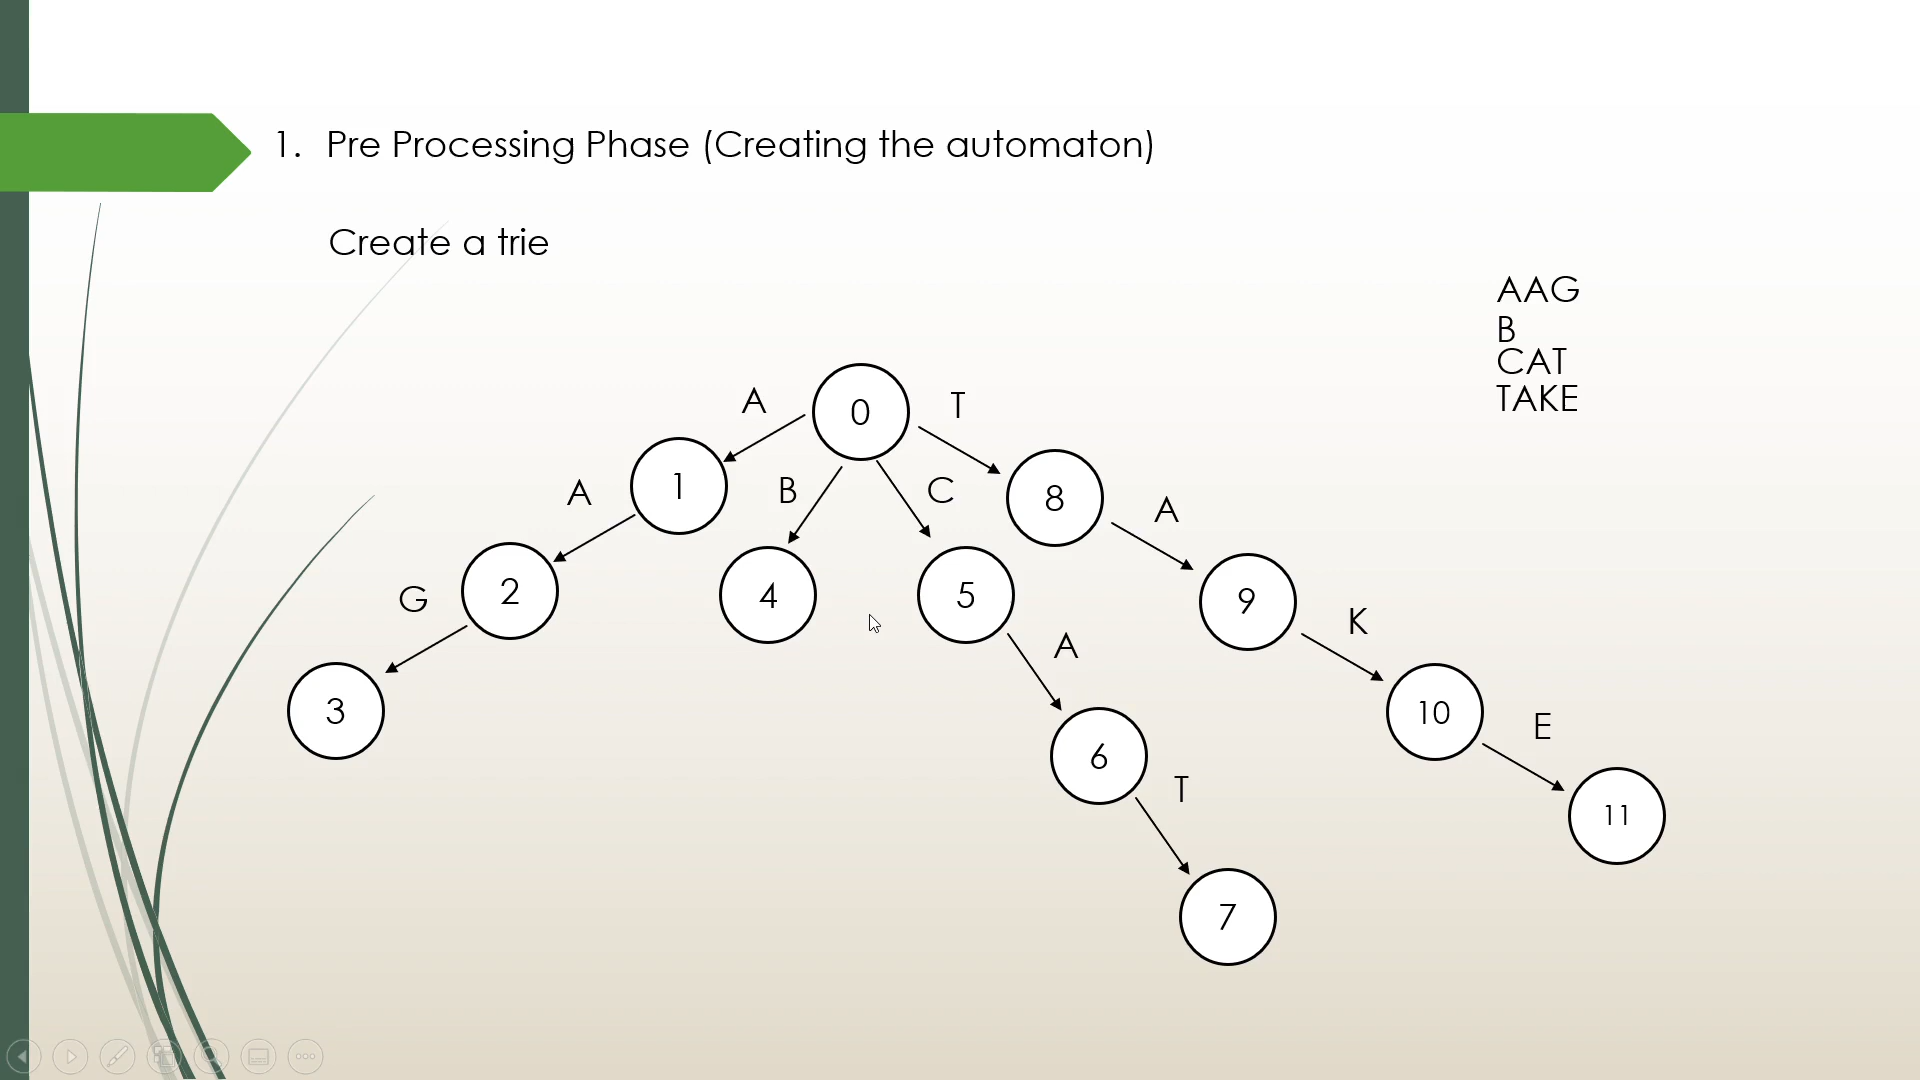 1. Pre Processing Phase (Creating the automaton)
Create a trie
AAG
B
CAT
TAKE
A
0
T
1
A
B
C
8
A
2
4
5
9
G
K
A
3
6
10
E
T
11
7